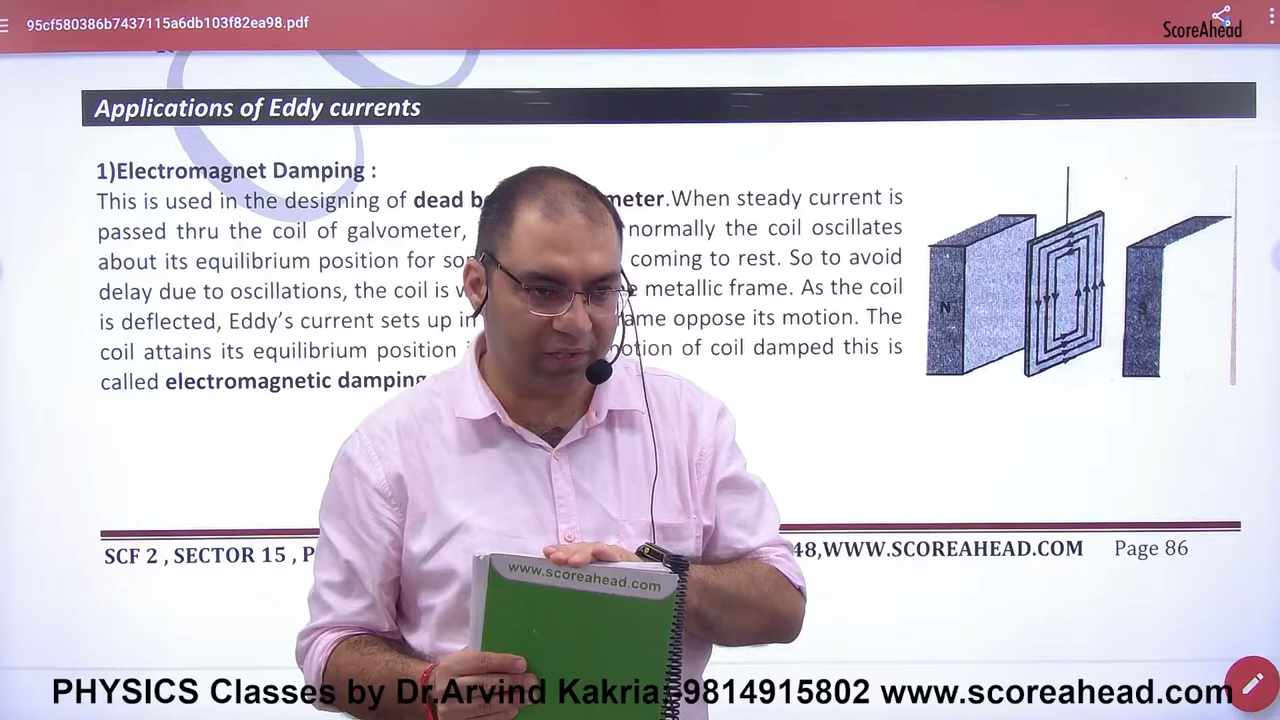 95cf580386b7437115a6db103f82ea98.pdf
ScoreAhead
Applications of Eddy currents
1)Electromagnet Damping :
This is used in the designing of dead meter.When steady current is
passed thru the coil of galvometer, normally the coil oscillates
about its equilibrium position for coming to rest. So to avoid
delay due to oscillations, the coil is metallic frame. As the coil
is deflected, Eddy's current sets up in oppose its motion. The
coil attains its equilibrium position of coil damped this is
called electromagnetic damping
N
SCF 2 , SECTOR 15 , P 48,WWW.SCOREAHEAD.COM Page 86
www.scoreahead.com
PHYSICS Classes by Dr.Arvind Kakria 9814915802 www.scoreahead.com